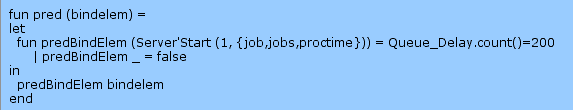 fun pred (bindelem) =
let
fun predBindElem (Server'Start (1, {job,jobs,proctime})) = Queue_Delay.count()=200
| predBindElem _ = false
in
predBindElem bindelem
end